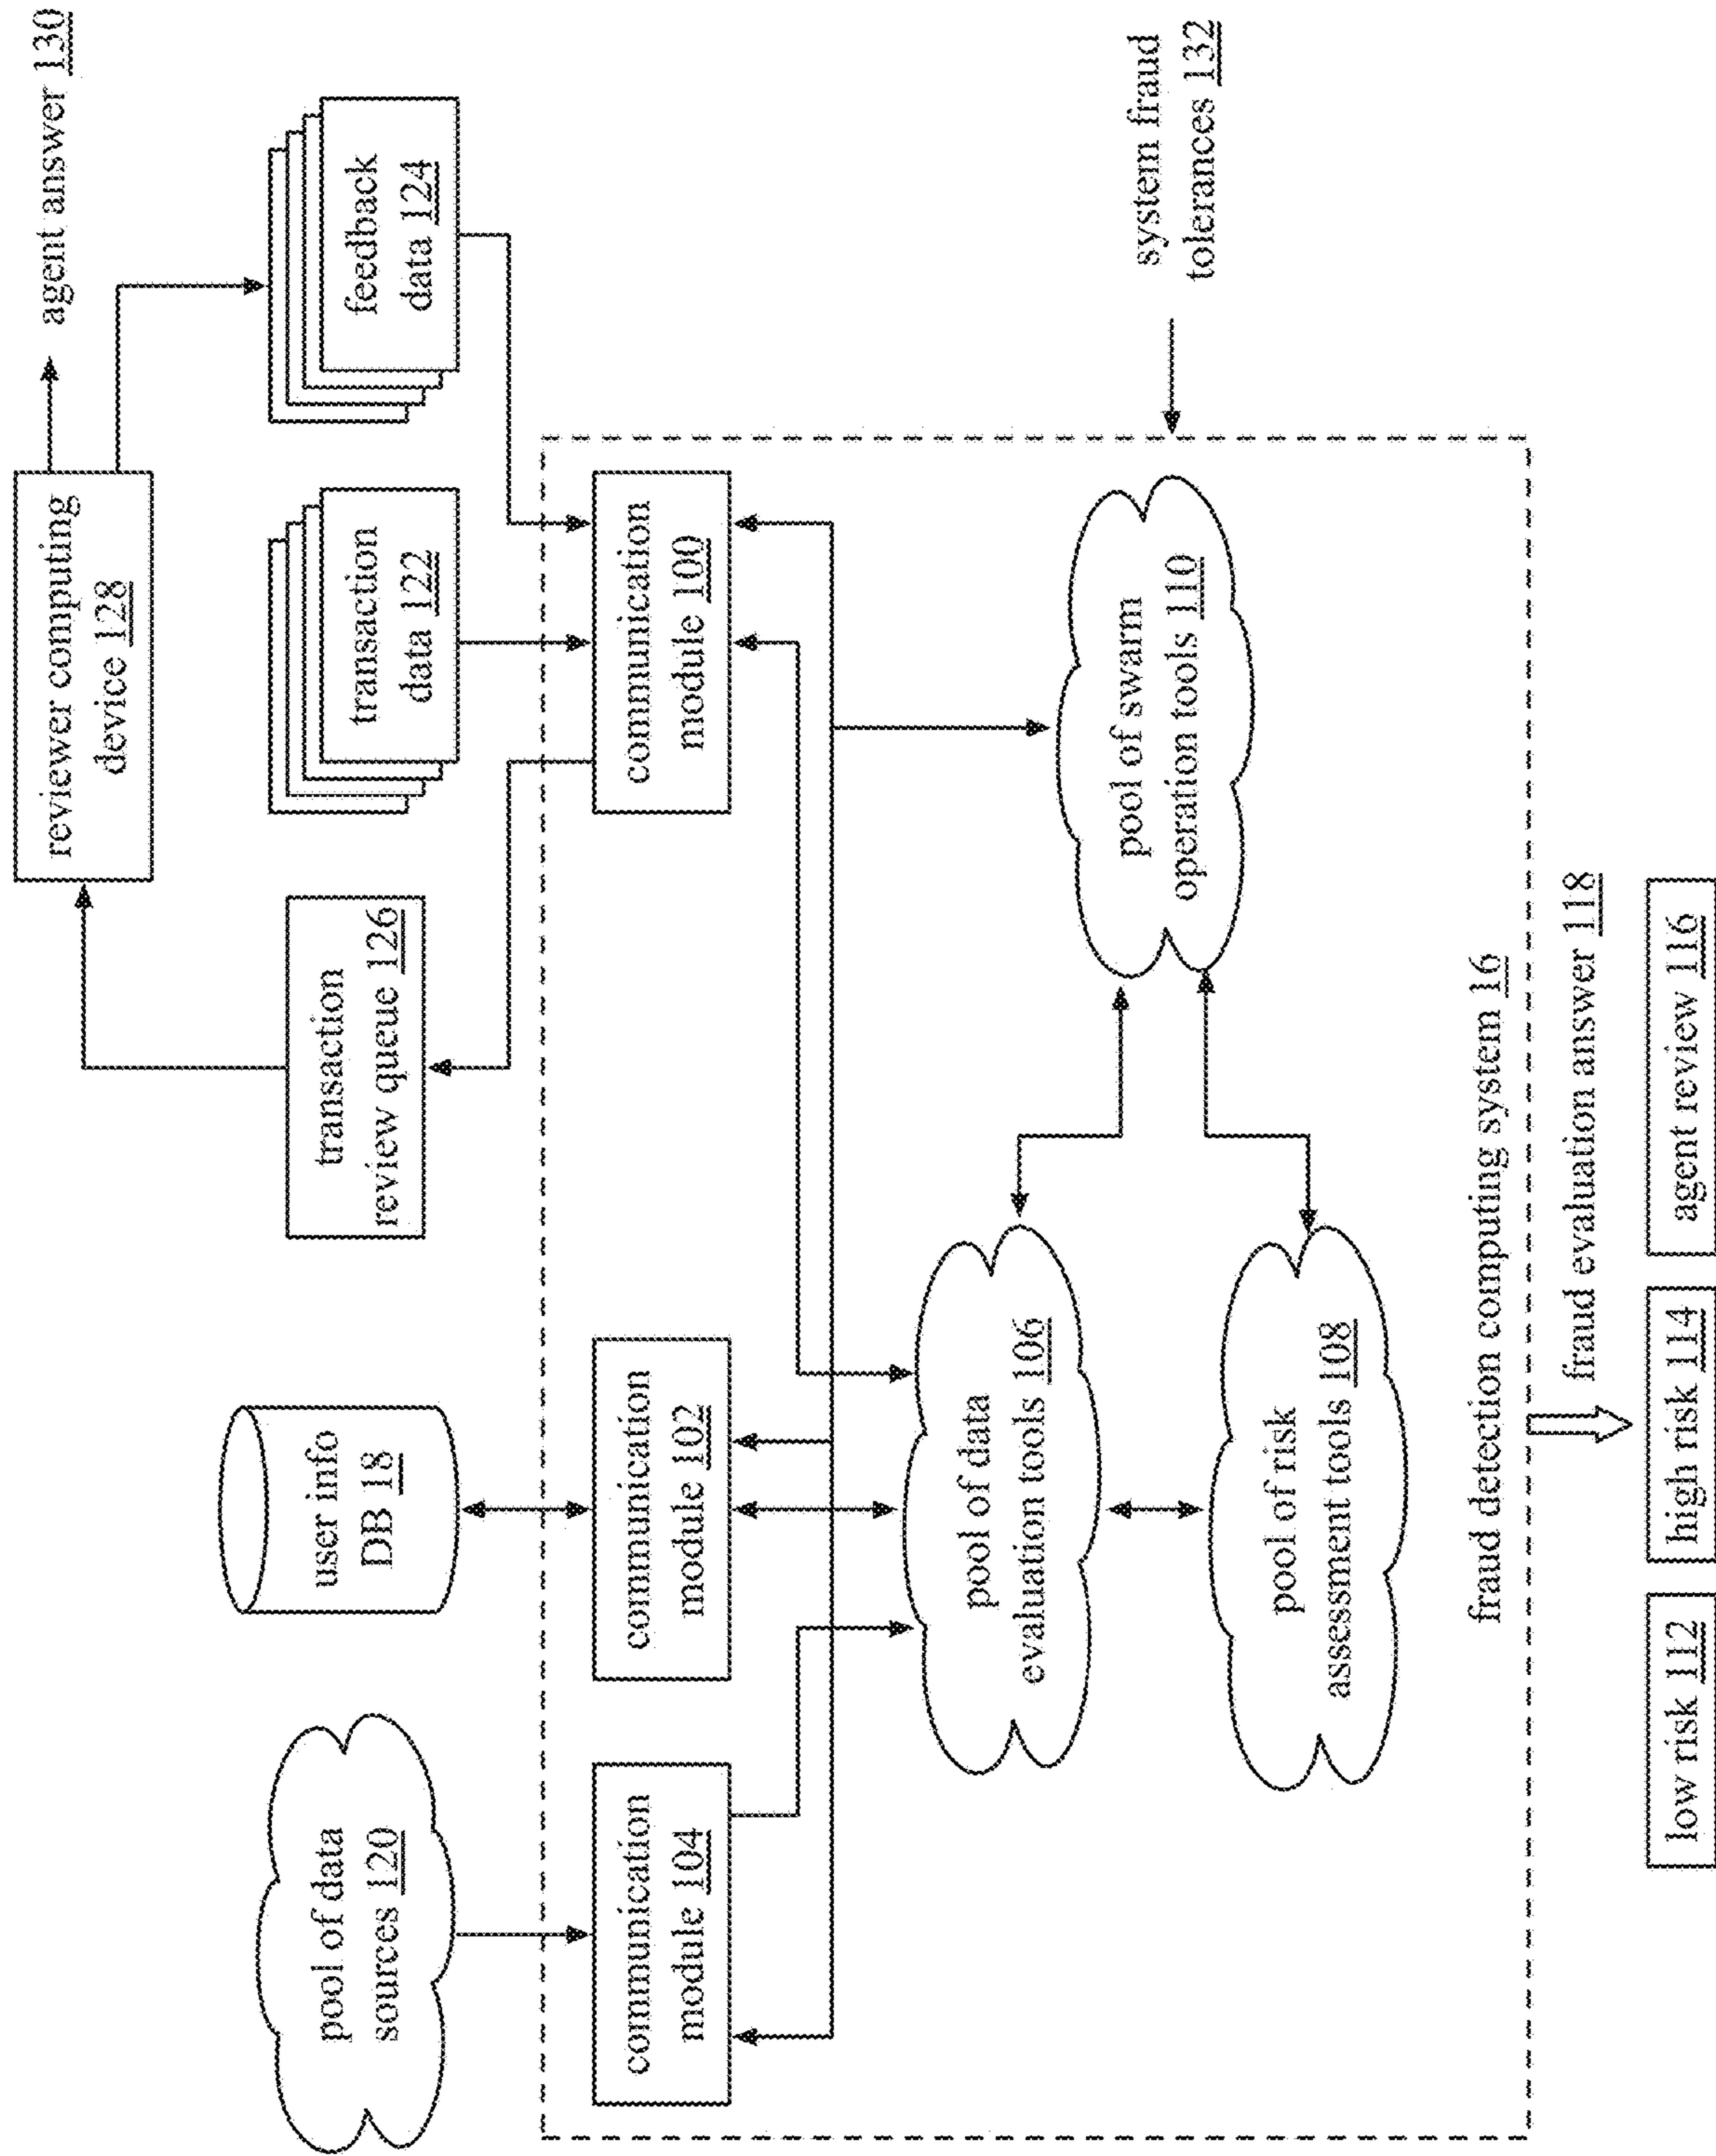 reviewer computing
device 128
agent answer 130
pool of data
sources 120
user info
DB 18
transaction
review queue 126
transaction
data 122
feedback
data 124
communication
module 104
communication
module 102
communication
module 100
pool of data
evaluation tools 106
pool of swarm
operation tools 110
system fraud
tolerances 132
pool of risk
assessment tools 108
fraud detection computing system 16
fraud evaluation answer 118
low risk 112
high risk 114
agent review 116